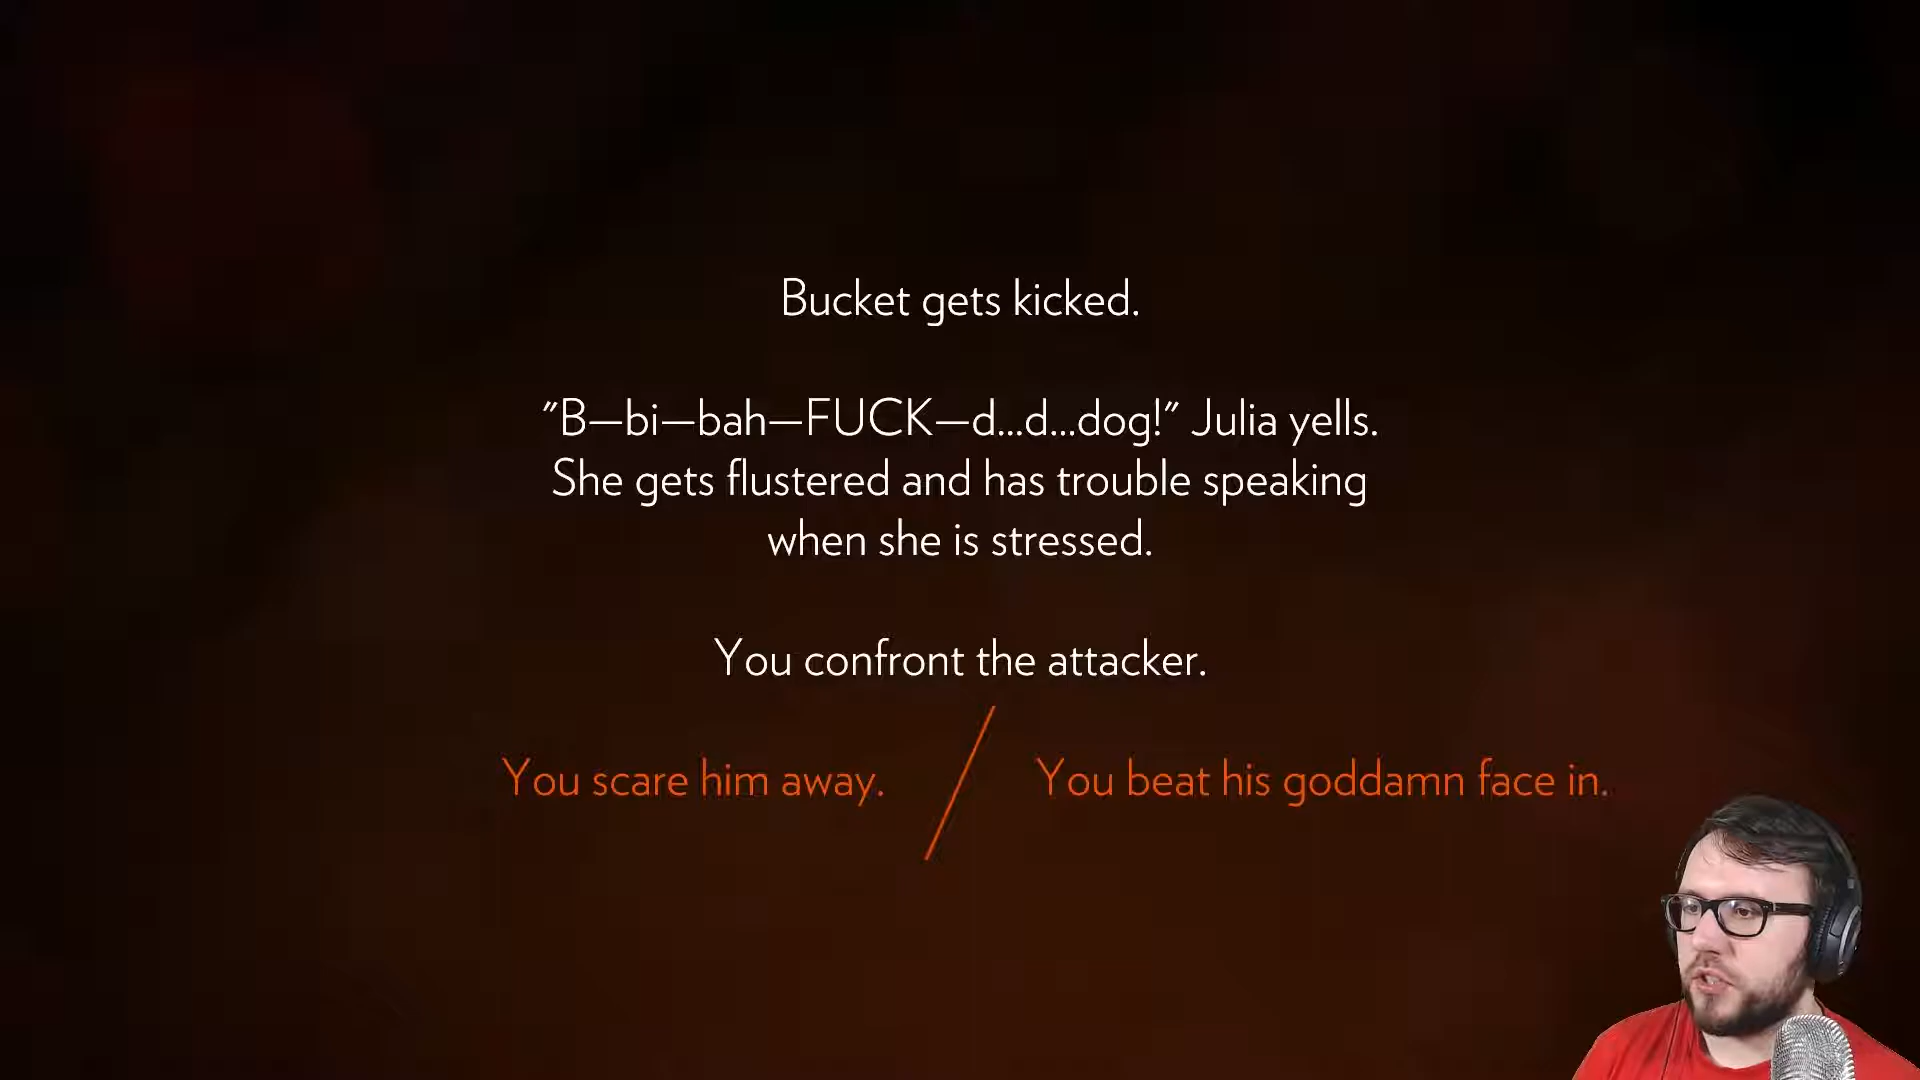 Bucket gets kicked.
"B—bi—bah—FUCK—d...d...dog!" Julia yells.
She gets flustered and has trouble speaking
when she is stressed.
You confront the attacker.
You scare him away. / You beat his goddamn face in.